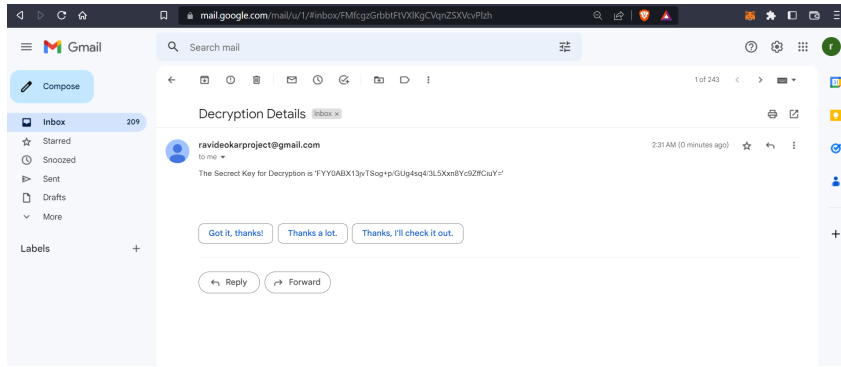 mail.google.com/mail/u/1/#inbox/FMfcgzGrbbtFtVXlKgCVqnZSXVcvPlzh
Gmail
Search mail
r
Compose
1 of 243
31
Decryption Details
Inbox ×
Inbox 209
Starred
ravideokarproject@gmail.com
2:31 AM (0 minutes ago)
to me
Snoozed
The Secrect Key for Decryption is 'FYY0ABX13jvTSog+p/GUg4sq4/3L5Xxn8Yc9ZffCiuY='
Sent
Drafts
More
Got it, thanks!
Thanks a lot.
Thanks, I'll check it out.
Labels +
Reply
Forward